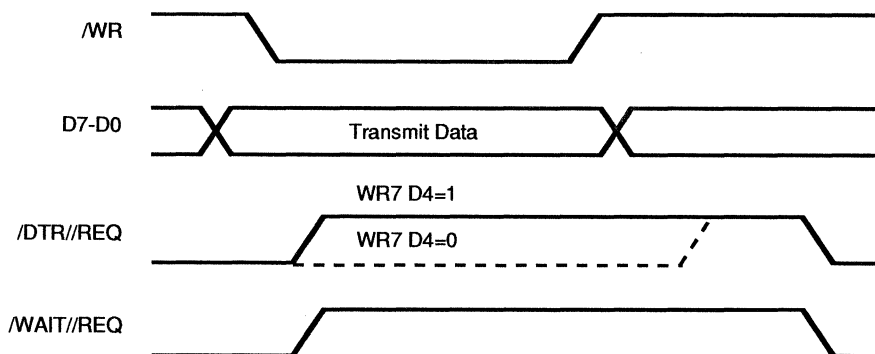 /WR
D7-D0
Transmit Data
WR7 D4=1
/DTR//REQ
WR7 D4=0
/WAIT//REQ